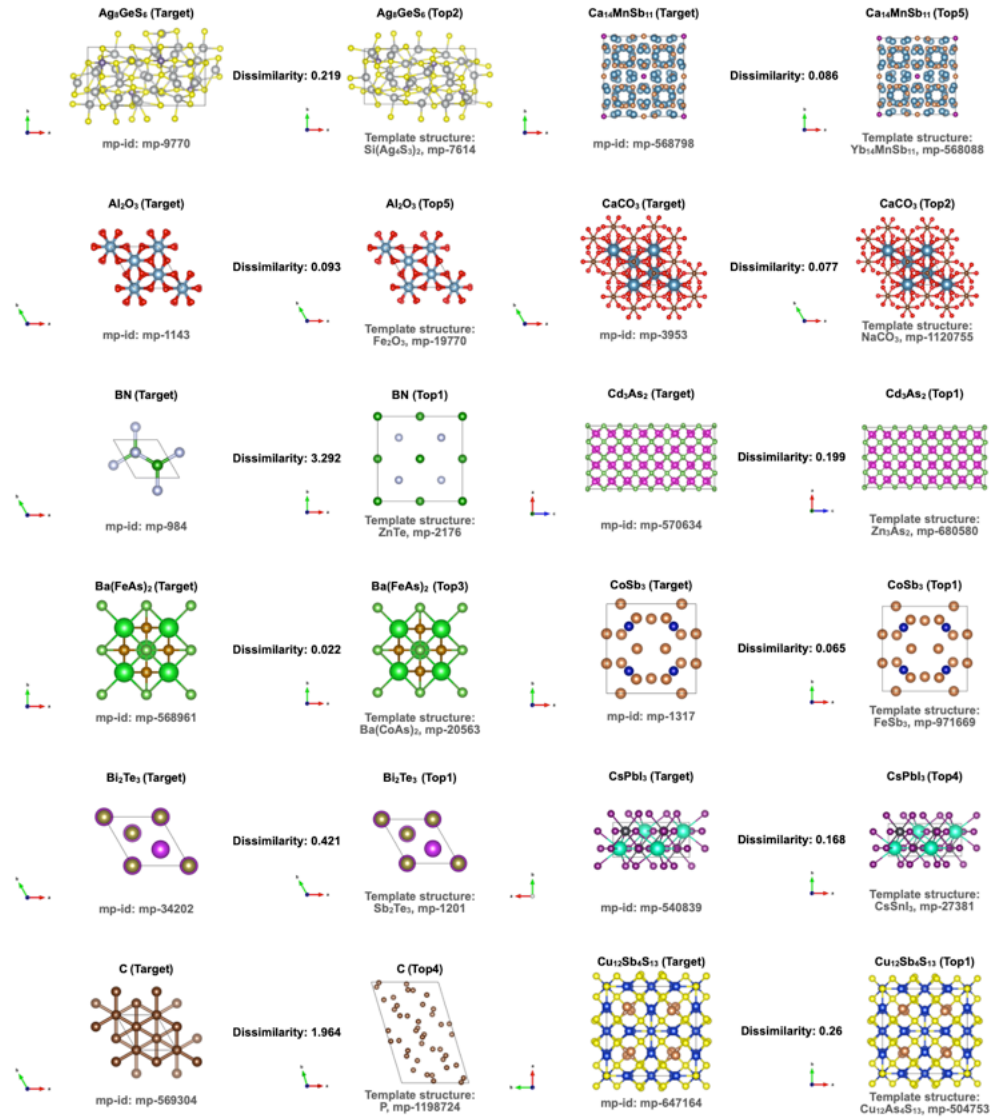 Ag₈GeS₆ (Target)
Ag₈GeS₆ (Top2)
Ca₁₄MnSb₁₁ (Target)
Ca₁₄MnSb₁₁ (Top5)
Dissimilarity: 0.219
Dissimilarity: 0.086
mp-id: mp-9770
Template structure:
Si(Ag₄S₃)₂, mp-7614
mp-id: mp-568798
Template structure:
Yb₁₄MnSb₁₁, mp-568088
Al₂O₃ (Target)
Al₂O₃ (Top5)
CaCO₃ (Target)
CaCO₃ (Top2)
Dissimilarity: 0.093
Dissimilarity: 0.077
mp-id: mp-1143
Template structure:
Fe₂O₃, mp-19770
mp-id: mp-3953
Template structure:
NaCO₃, mp-1120755
BN (Target)
BN (Top1)
Cd₃As₂ (Target)
Cd₃As₂ (Top1)
Dissimilarity: 3.292
Dissimilarity: 0.199
mp-id: mp-984
Template structure:
ZnTe, mp-2176
mp-id: mp-570634
Template structure:
Zn₃As₂, mp-680580
Ba(FeAs)₂ (Target)
Ba(FeAs)₂ (Top3)
CoSb₃ (Target)
CoSb₃ (Top1)
Dissimilarity: 0.022
Dissimilarity: 0.065
mp-id: mp-568961
Template structure:
Ba(CoAs)₂, mp-20563
mp-id: mp-1317
Template structure:
FeSb₃, mp-971669
Bi₂Te₃ (Target)
Bi₂Te₃ (Top1)
CsPbI₃ (Target)
CsPbI₃ (Top4)
Dissimilarity: 0.421
Dissimilarity: 0.168
mp-id: mp-34202
Template structure:
Sb₂Te₃, mp-1201
mp-id: mp-540839
Template structure:
CsSnI₃, mp-27381
C (Target)
C (Top4)
Cu₁₂Sb₄S₁₃ (Target)
Cu₁₂Sb₄S₁₃ (Top1)
Dissimilarity: 1.964
Dissimilarity: 0.26
mp-id: mp-569304
Template structure:
P, mp-1198724
mp-id: mp-647164
Template structure:
Cu₁₂As₄S₁₃, mp-504753